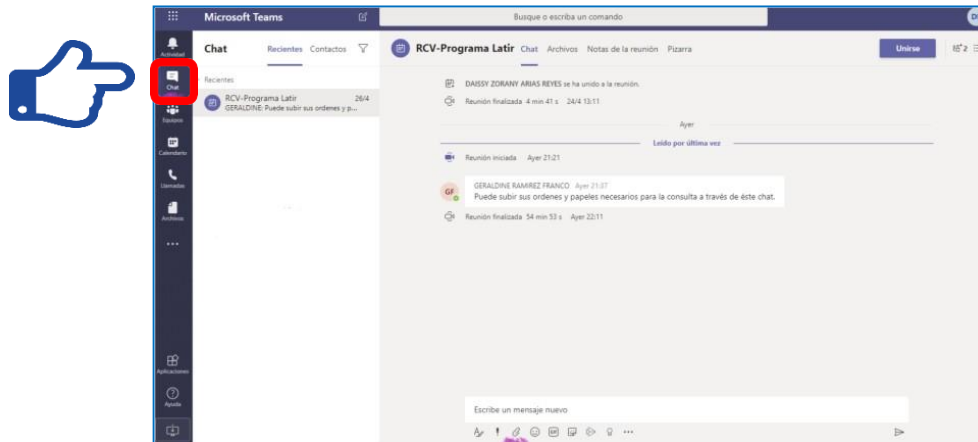 Microsoft Teams
Busque o escriba un comando
Actividad
Chat
Equipos
Calendario
Llamadas
Archivos
Aplicaciones
Ayuda
Chat Recientes Contactos
Recientes
RCV-Programa Latir 26/4
GERALDINE: Puede subir sus ordenes y p...
RCV-Programa Latir Chat Archivos Notas de la reunión Pizarra
Unirse
2
DAISSY ZORANY ARIAS REYES se ha unido a la reunión.
Reunión finalizada 4 min 41 s 24/4 13:11
Ayer
Leído por última vez
Reunión iniciada Ayer 21:21
GF
GERALDINE RAMIREZ FRANCO Ayer 21:37
Puede subir sus ordenes y papeles necesarios para la consulta a través de éste chat.
Reunión finalizada 54 min 53 s Ayer 22:11
Escribe un mensaje nuevo
GIF